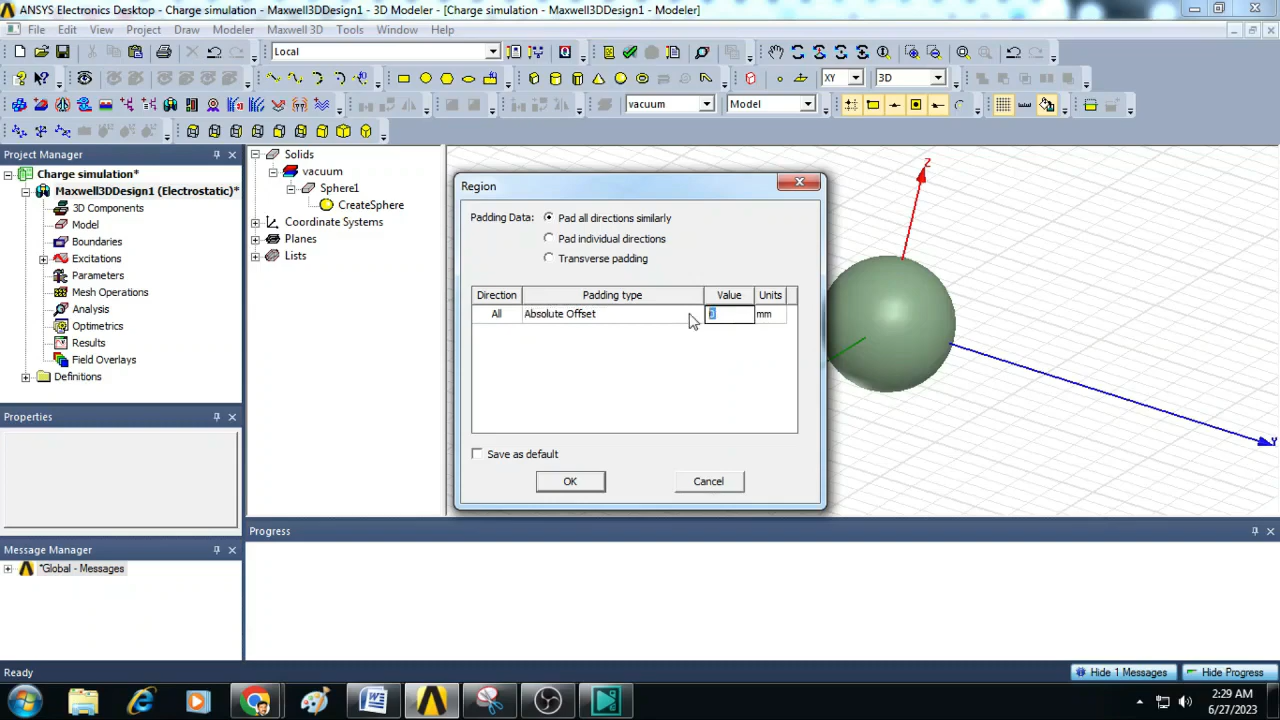 ANSYS Electronics Desktop - Charge simulation - Maxwell3DDesign1 - 3D Modeler - [Charge simulation - Maxwell3DDesign1 - Modeler]
File Edit View Project Draw Modeler Maxwell 3D Tools Window Help
Local
XY 3D
vacuum Model
Project Manager
Charge simulation*
Maxwell3DDesign1 (Electrostatic)*
3D Components
Model
Boundaries
Excitations
Parameters
Mesh Operations
Analysis
Optimetrics
Results
Field Overlays
Definitions
Solids
vacuum
Sphere1
CreateSphere
Coordinate Systems
Planes
Lists
Region
Padding Data: Pad all directions similarly
Pad individual directions
Transverse padding
Direction Padding type Value Units
All Absolute Offset mm
Save as default
OK Cancel
Z
Y
Properties
Progress
Message Manager
*Global - Messages
Ready
Hide 1 Messages Hide Progress
2:29 AM
6/27/2023